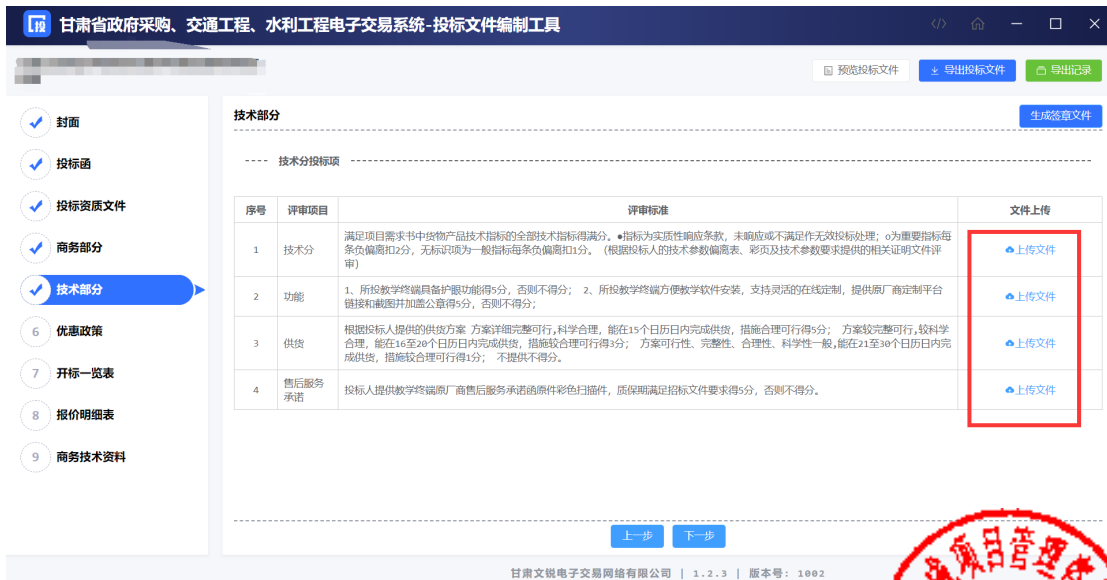 投 甘肃省政府采购、交通工程、水利工程电子交易系统-投标文件编制工具
预览投标文件 导出投标文件 导出记录
封面
投标函
投标资质文件
商务部分
技术部分
6 优惠政策
7 开标一览表
8 报价明细表
9 商务技术资料
技术部分 生成签章文件
技术分投标项
序号 评审项目 评审标准 文件上传
1 技术分 满足项目需求书中货物产品技术指标的全部技术指标得满分。●指标为实质性响应条款，未响应或不满足作无效投标处理；o为重要指标每
条负偏离扣2分，无标识项为一般指标每条负偏离扣1分。（根据投标人的技术参数偏离表、彩页及技术参数要求提供的相关证明文件评
审） 上传文件
2 功能 1、所投教学终端具备护眼功能得5分，否则不得分； 2、所投教学终端方便教学软件安装，支持灵活的在线定制，提供原厂商定制平台
链接和截图并加盖公章得5分，否则不得分； 上传文件
3 供货 根据投标人提供的供货方案 方案详细完整可行,科学合理，能在15个日历日内完成供货，措施合理可行得5分； 方案较完整可行,较科学
合理，能在16至20个日历日内完成供货，措施较合理可行得3分； 方案可行性、完整性、合理性、科学性一般,能在21至30个日历日内完
成供货，措施较合理可行得1分； 不提供不得分。 上传文件
4 售后服务
承诺 投标人提供教学终端原厂商售后服务承诺函原件彩色扫描件，质保期满足招标文件要求得5分，否则不得分。 上传文件
上一步 下一步
甘肃文锐电子交易网络有限公司 | 1.2.3 | 版本号: 1002
项目管理